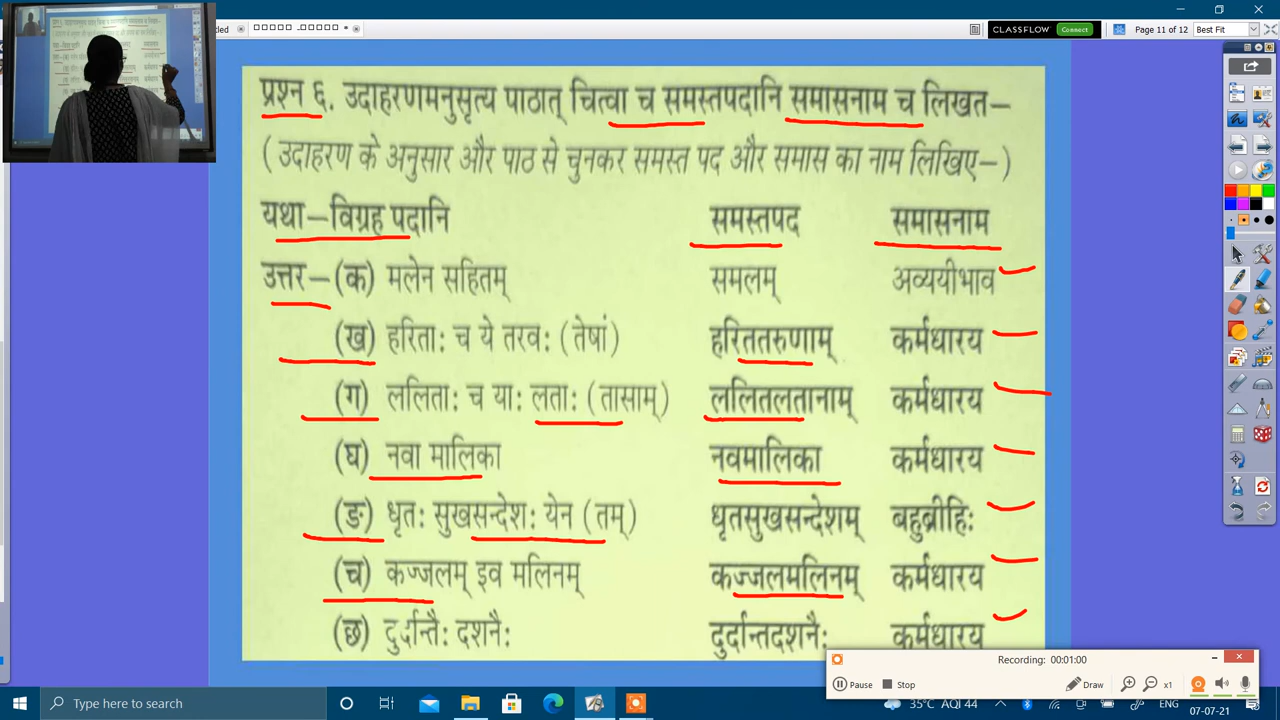 CLASSFLOW Connect
Page 11 of 12
Best Fit
प्रश्न ६. उदाहरणमनुसृत्य पाठात् चित्वा च समस्तपदानि समासनाम च लिखत–
( उदाहरण के अनुसार और पाठ से चुनकर समस्त पद और समास का नाम लिखिए–)
यथा–विग्रह पदानि समस्तपद समासनाम
उत्तर–(क) मलेन सहितम् समलम् अव्ययीभाव
(ख) हरिताः च ये तरवः (तेषां) हरिततरुणाम् कर्मधारय
(ग) ललिताः च याः लताः (तासाम्) ललितलतानाम् कर्मधारय
(घ) नवा मालिका नवमालिका कर्मधारय
(ङ) धृतः सुखसन्देशः येन (तम्) धृतसुखसन्देशम् बहुब्रीहिः
(च) कज्जलम् इव मलिनम् कज्जलमलिनम् कर्मधारय
(छ) दुर्दान्तैः दशनैः दुर्दान्तदशनैः कर्मधारय
Recording: 00:01:00
Pause Stop Draw x1
Type here to search
35°C AQI 44
ENG
07-07-21